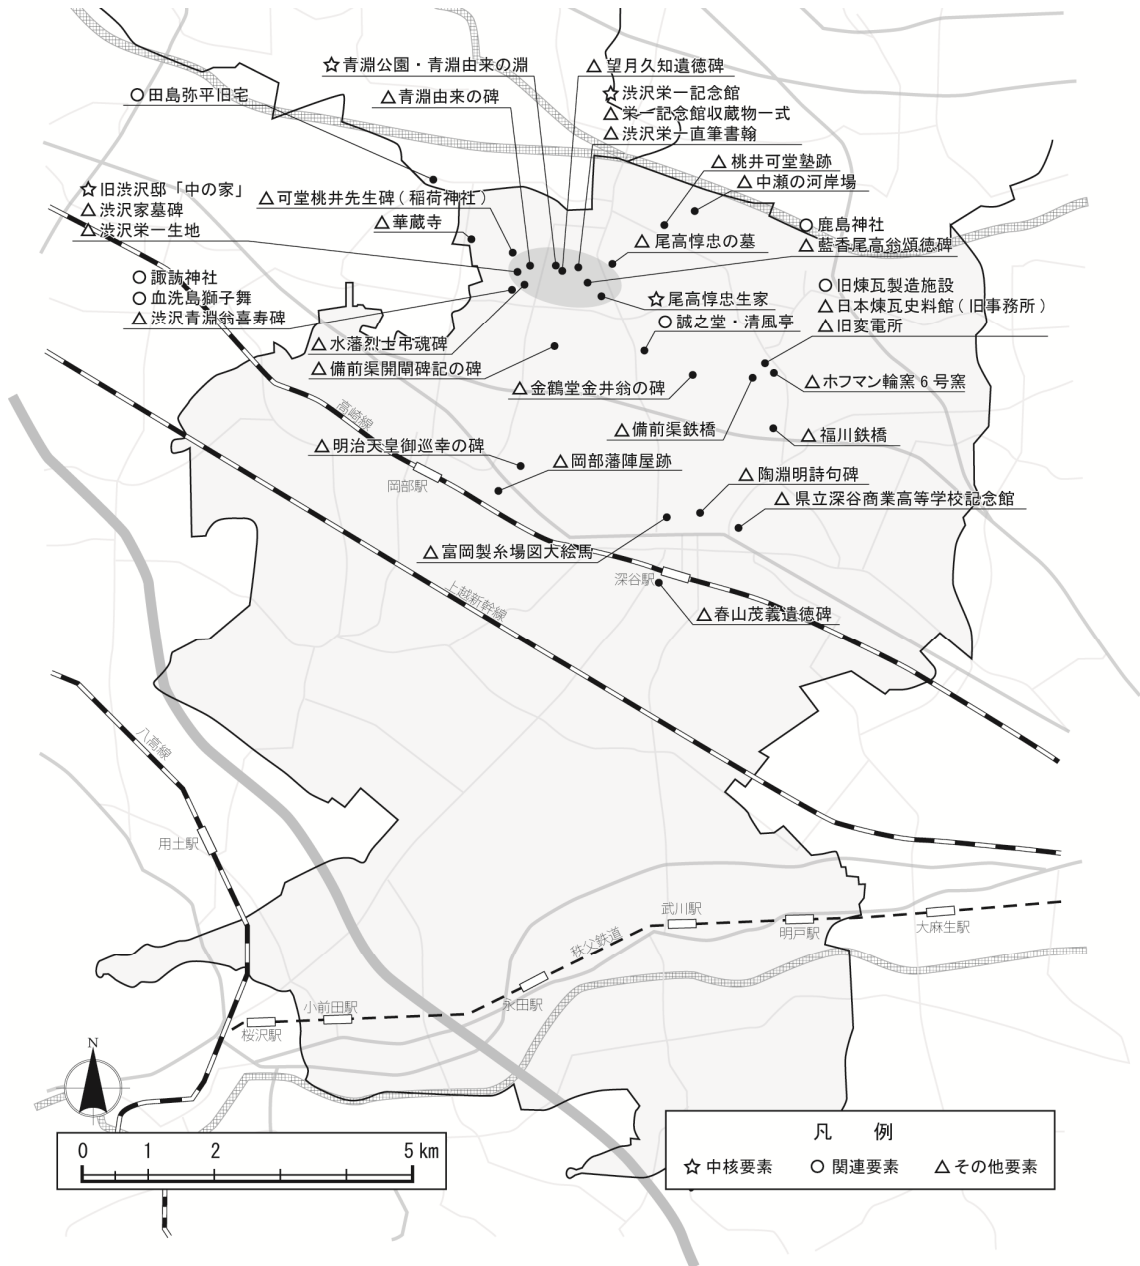 ☆青淵公園・青淵由来の淵
△望月久知遺徳碑
○田島弥平旧宅
△青淵由来の碑
☆渋沢栄一記念館
△栄一記念館収蔵物一式
△渋沢栄一直筆書翰
△桃井可堂塾跡
△中瀬の河岸場
☆旧渋沢邸「中の家」
△渋沢家墓碑
△渋沢栄一生地
△可堂桃井先生碑(稲荷神社)
△華蔵寺
○鹿島神社
△藍香尾高翁頌徳碑
△尾高惇忠の墓
○諏訪神社
○血洗島獅子舞
△渋沢青淵翁喜寿碑
☆尾高惇忠生家
○旧煉瓦製造施設
△日本煉瓦史料館(旧事務所)
△旧変電所
○誠之堂・清風亭
△水藩烈士弔魂碑
△備前渠開閘碑記の碑
△金鶴堂金井翁の碑
△ホフマン輪窯6号窯
高崎線
△備前渠鉄橋
△福川鉄橋
△明治天皇御巡幸の碑
△岡部藩陣屋跡
岡部駅
△陶淵明詩句碑
△県立深谷商業高等学校記念館
△富岡製糸場図大絵馬
深谷駅
上越新幹線
△春山茂義遺徳碑
八高線
用土駅
武川駅
明戸駅
大麻生駅
秩父鉄道
永田駅
小前田駅
桜沢駅
N
0 1 2 5 km
凡 例
☆中核要素 ○関連要素 △その他要素